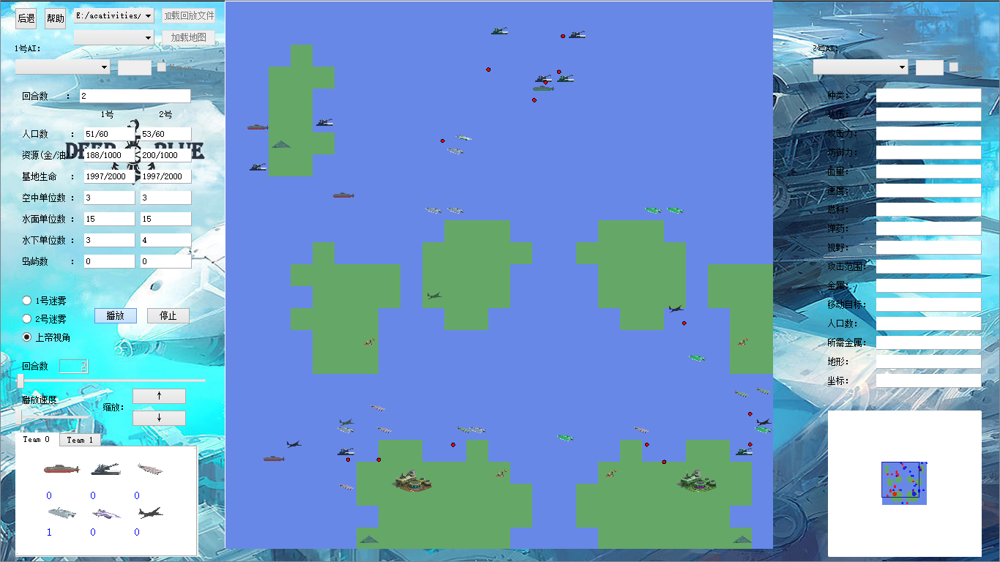 后退 帮助 E:/acativities/ 加载回放文件
加载地图
1号AI:
Human
回合数 : 2
1号 2号
人口数 : 51/60 53/60
DEEP BLUE
资源(金/油 188/1000 200/1000
基地生命 : 1997/2000 1997/2000
空中单位数 : 3 3
水面单位数 : 15 15
水下单位数 : 3 4
岛屿数 : 0 0
1号迷雾
2号迷雾
上帝视角
播放 停止
回合数 2
播放速度
缩放: ↑
↓
Team 0 Team 1
0 0 0
1 0 0
2号AI:
Human
种类:
攻击力:
防御力:
血量:
速度:
燃料:
弹药:
视野:
攻击范围:
金属:
移动目标:
人口数:
所需金属:
地形:
坐标: